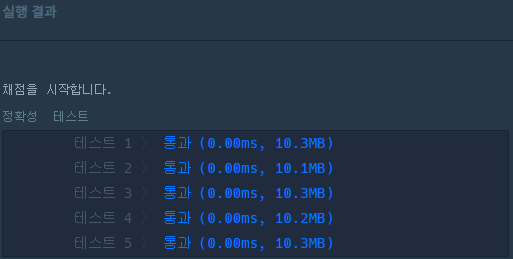 실행 결과
채점을 시작합니다.
정확성 테스트
테스트 1 〉 통과 (0.00ms, 10.3MB)
테스트 2 〉 통과 (0.00ms, 10.1MB)
테스트 3 〉 통과 (0.00ms, 10.3MB)
테스트 4 〉 통과 (0.00ms, 10.2MB)
테스트 5 〉 통과 (0.00ms, 10.3MB)